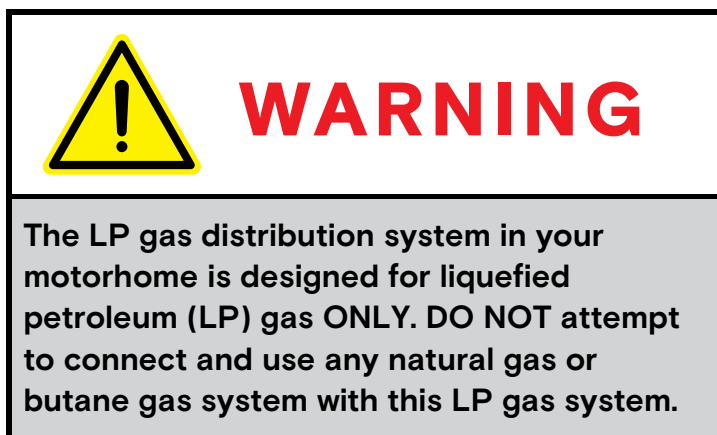 WARNING
The LP gas distribution system in your
motorhome is designed for liquefied
petroleum (LP) gas ONLY. DO NOT attempt
to connect and use any natural gas or
butane gas system with this LP gas system.